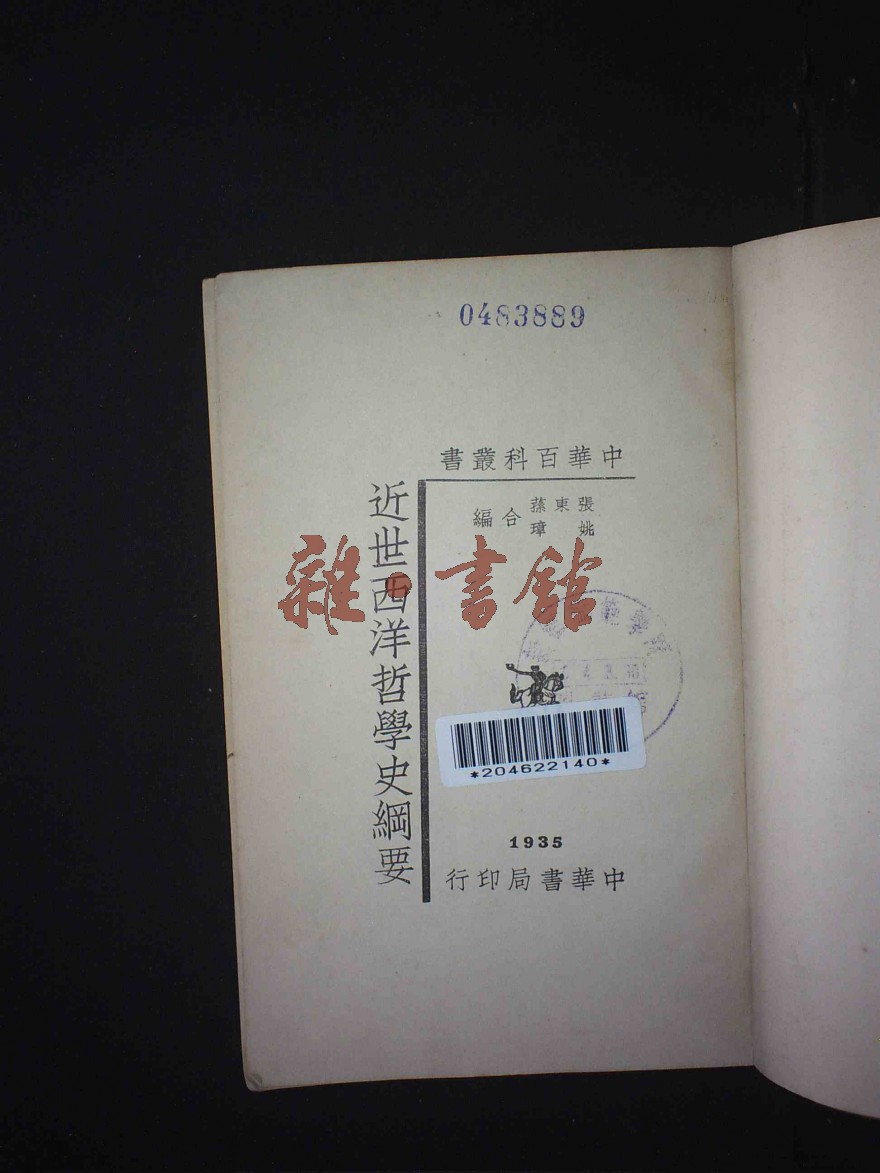 0483889
中華百科叢書
張東蓀
姚璋
合編
近世西洋哲學史綱要
雜·書館
*204622140*
1935
中華書局印行